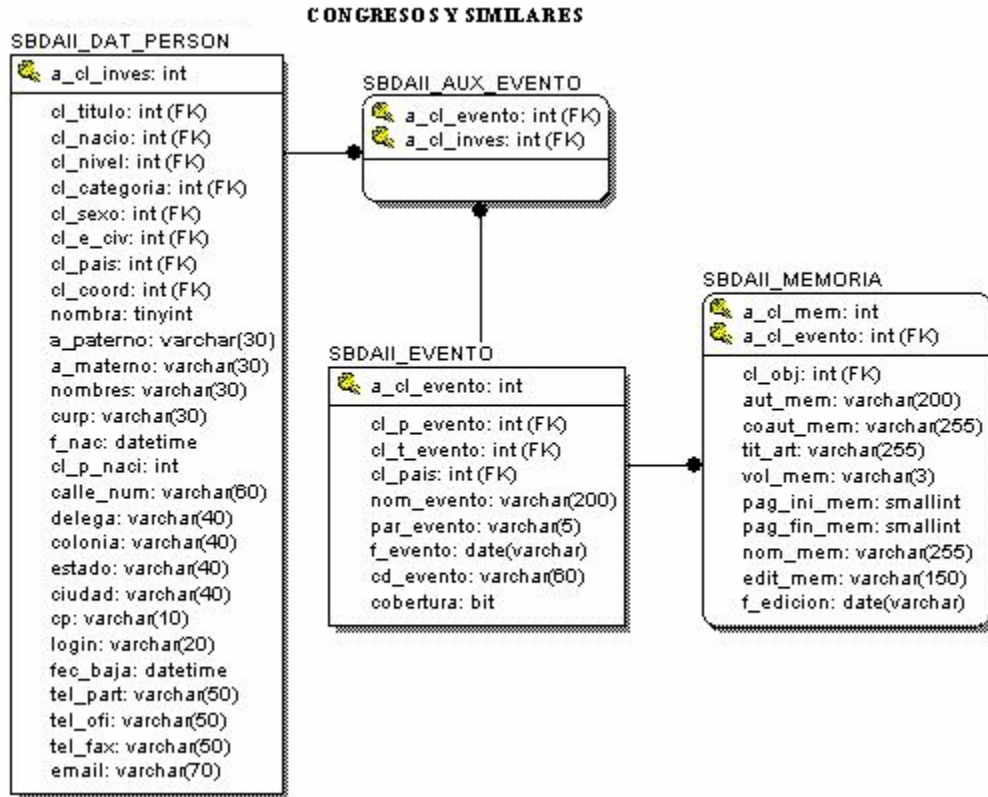 CONGRESOS Y SIMILARES
SBDAII_DAT_PERSON
a_cl_inves: int
cl_titulo: int (FK)
cl_nacio: int (FK)
cl_nivel: int (FK)
cl_categoria: int (FK)
cl_sexo: int (FK)
cl_e_civ: int (FK)
cl_pais: int (FK)
cl_coord: int (FK)
nombra: tinyint
a_paterno: varchar(30)
a_materno: varchar(30)
nombres: varchar(30)
curp: varchar(30)
f_nac: datetime
cl_p_naci: int
calle_num: varchar(60)
delega: varchar(40)
colonia: varchar(40)
estado: varchar(40)
ciudad: varchar(40)
cp: varchar(10)
login: varchar(20)
fec_baja: datetime
tel_part: varchar(50)
tel_ofi: varchar(50)
tel_fax: varchar(50)
email: varchar(70)
SBDAII_AUX_EVENTO
a_cl_evento: int (FK)
a_cl_inves: int (FK)
SBDAII_EVENTO
a_cl_evento: int
cl_p_evento: int (FK)
cl_t_evento: int (FK)
cl_pais: int (FK)
nom_evento: varchar(200)
par_evento: varchar(5)
f_evento: date(varchar)
cd_evento: varchar(60)
cobertura: bit
SBDAII_MEMORIA
a_cl_mem: int
a_cl_evento: int (FK)
cl_obj: int (FK)
aut_mem: varchar(200)
coaut_mem: varchar(255)
tit_art: varchar(255)
vol_mem: varchar(3)
pag_ini_mem: smallint
pag_fin_mem: smallint
nom_mem: varchar(255)
edit_mem: varchar(150)
f_edicion: date(varchar)